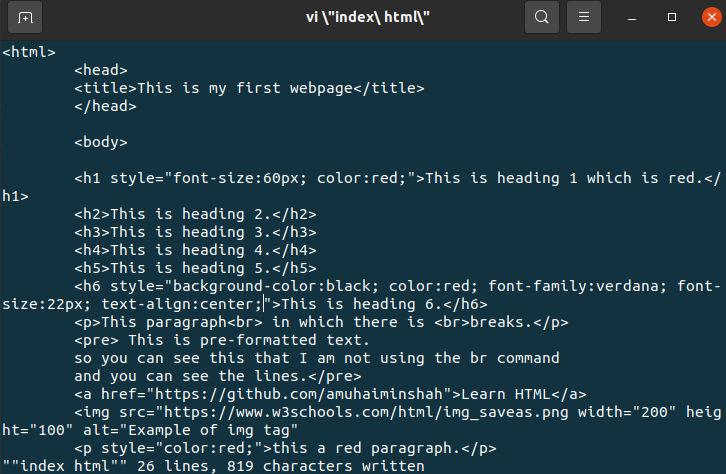 vi \"index\ html\"
<html>
<head>
<title>This is my first webpage</title>
</head>
<body>
<h1 style="font-size:60px; color:red;">This is heading 1 which is red.</
h1>
<h2>This is heading 2.</h2>
<h3>This is heading 3.</h3>
<h4>This is heading 4.</h4>
<h5>This is heading 5.</h5>
<h6 style="background-color:black; color:red; font-family:verdana; font-
size:22px; text-align:center;">This is heading 6.</h6>
<p>This paragraph<br> in which there is <br>breaks.</p>
<pre> This is pre-formatted text.
so you can see this that I am not using the br command
and you can see the lines.</pre>
<a href="https://github.com/amuhaiminshah">Learn HTML</a>
<img src="https://www.w3schools.com/html/img_saveas.png width="200" heig
ht="100" alt="Example of img tag"
<p style="color:red;">this a red paragraph.</p>
""index html"" 26 lines, 819 characters written